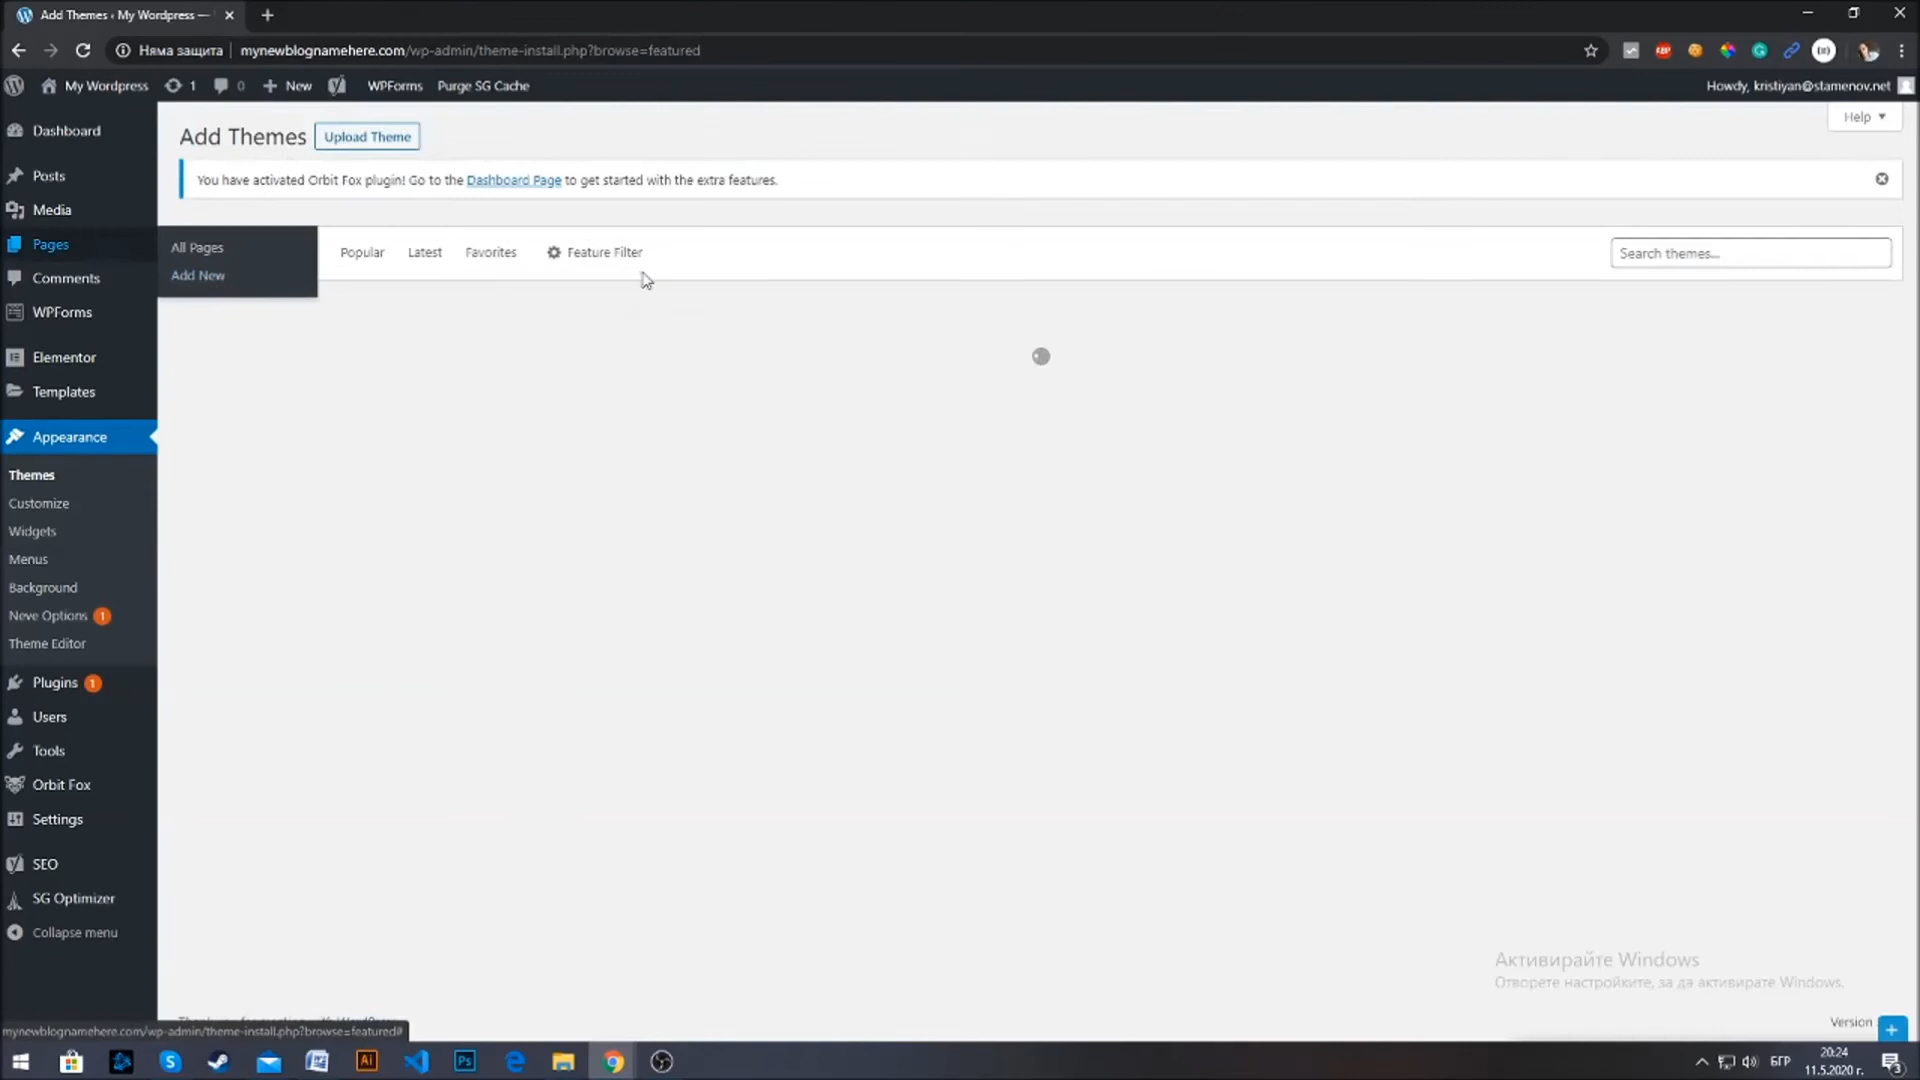 Add Themes ‹ My Wordpress —
Няма защита
mynewblognamehere.com/wp-admin/theme-install.php?browse=featured
ABP
My Wordpress
1
0
New
WPForms
Purge SG Cache
Howdy, kristiyan@stamenov.net
Help
Add Themes
Upload Theme
You have activated Orbit Fox plugin! Go to the Dashboard Page to get started with the extra features.
Popular
Latest
Favorites
Feature Filter
Search themes...
Dashboard
Posts
Media
Pages
All Pages
Add New
Comments
WPForms
Elementor
Templates
Appearance
Themes
Customize
Widgets
Menus
Background
Neve Options 1
Theme Editor
Plugins 1
Users
Tools
Orbit Fox
Settings
SEO
SG Optimizer
Collapse menu
Активирайте Windows
Отворете настройките, за да активирате Windows.
Version
mynewblognamehere.com/wp-admin/theme-install.php?browse=featured#
Ai
Ps
БГР
20:24
11.5.2020 г.
3